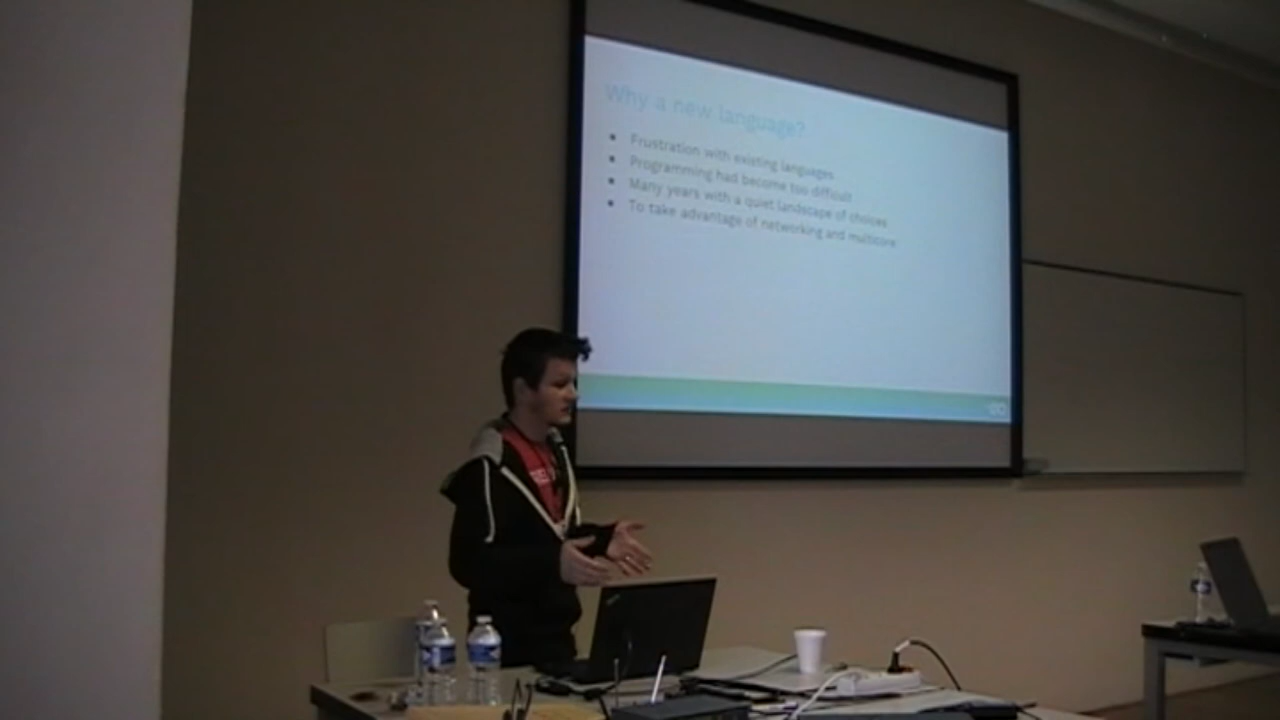 Why a new language?
Frustration with existing languages
Programming had become too difficult
Many years with a quiet landscape of choices
To take advantage of networking and multicore